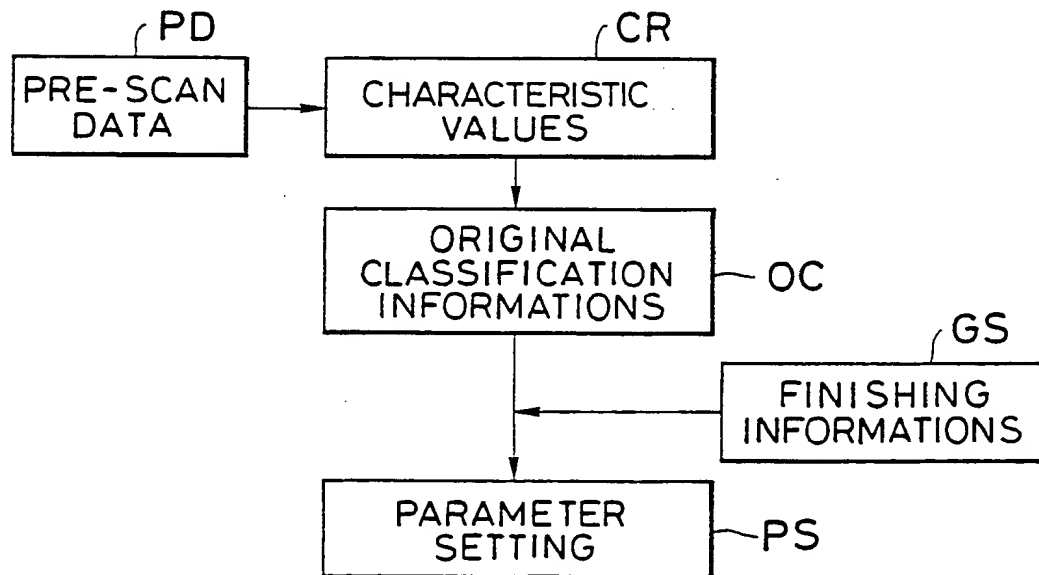 PD
CR
PRE-SCAN
DATA
CHARACTERISTIC
VALUES
ORIGINAL
CLASSIFICATION
INFORMATIONS
OC
GS
FINISHING
INFORMATIONS
PARAMETER
SETTING
PS